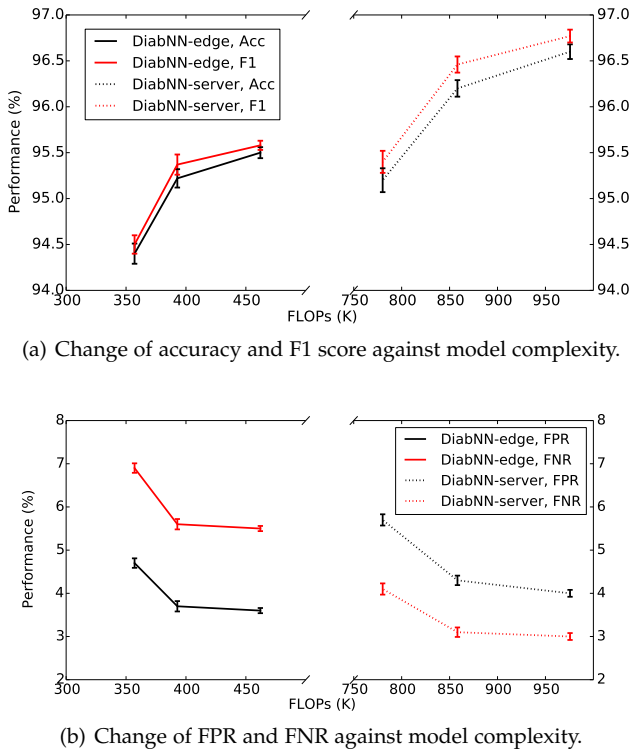 97.0
96.5
96.0
95.5
95.0
94.5
94.0
Performance (%)
DiabNN-edge, Acc
DiabNN-edge, F1
DiabNN-server, Acc
DiabNN-server, F1
97.0
96.5
96.0
95.5
95.0
94.5
94.0
300 350 400 450 750 800 850 900 950
FLOPs (K)
(a) Change of accuracy and F1 score against model complexity.
8
7
6
5
4
3
2
Performance (%)
DiabNN-edge, FPR
DiabNN-edge, FNR
DiabNN-server, FPR
DiabNN-server, FNR
8
7
6
5
4
3
2
300 350 400 450 750 800 850 900 950
FLOPs (K)
(b) Change of FPR and FNR against model complexity.